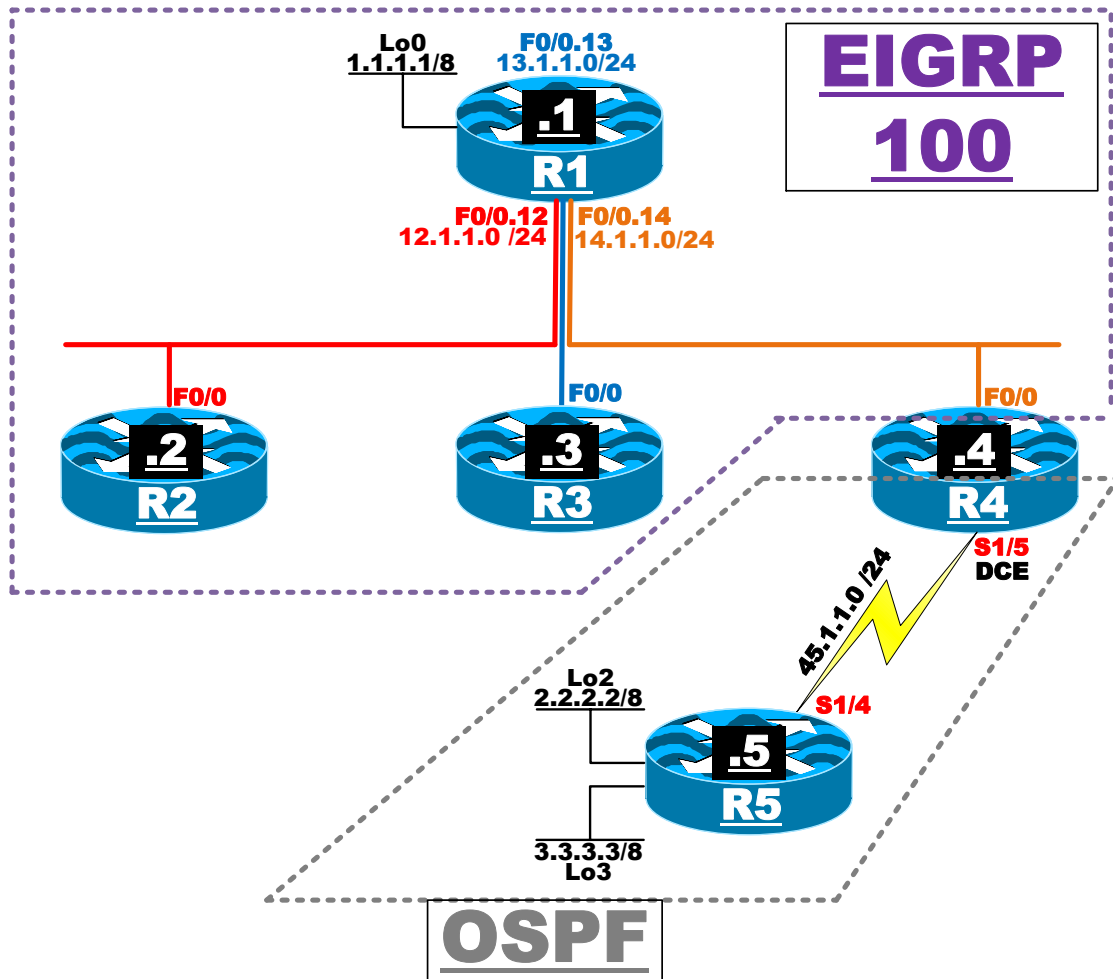 Lo0
1.1.1.1/8
F0/0.13
13.1.1.0/24
EIGRP
100
.1
R1
F0/0.12
12.1.1.0 /24
F0/0.14
14.1.1.0/24
F0/0
F0/0
F0/0
.2
R2
.3
R3
.4
R4
S1/5
DCE
45.1.1.0 /24
Lo2
2.2.2.2/8
S1/4
.5
R5
3.3.3.3/8
Lo3
OSPF